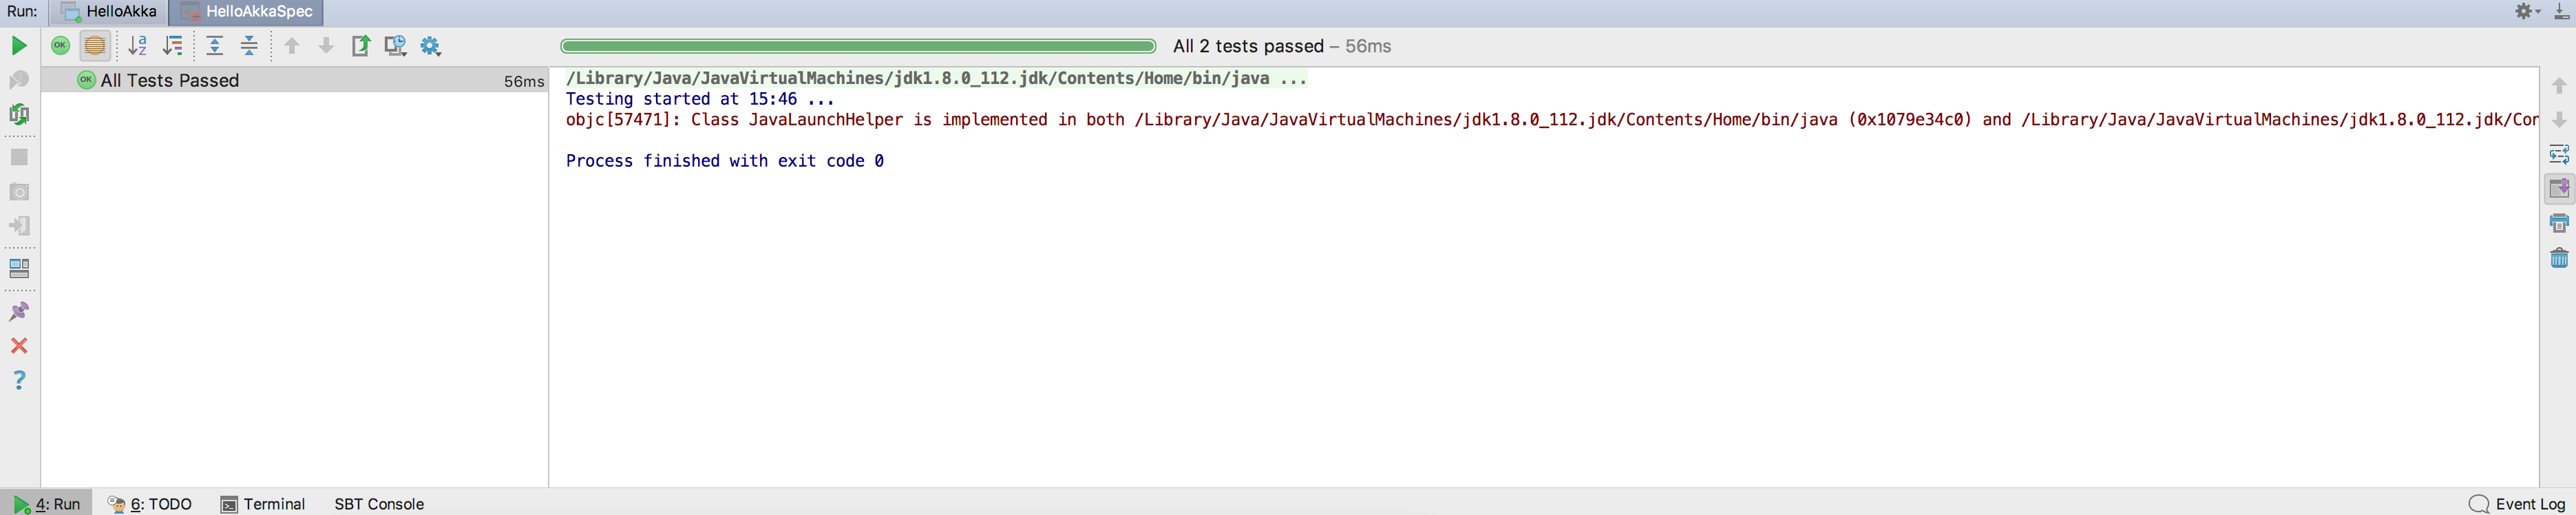 Run: HelloAkka HelloAkkaSpec
All 2 tests passed – 56ms
All Tests Passed 56ms
/Library/Java/JavaVirtualMachines/jdk1.8.0_112.jdk/Contents/Home/bin/java ...
Testing started at 15:46 ...
objc[57471]: Class JavaLaunchHelper is implemented in both /Library/Java/JavaVirtualMachines/jdk1.8.0_112.jdk/Contents/Home/bin/java (0x1079e34c0) and /Library/Java/JavaVirtualMachines/jdk1.8.0_112.jdk/Con
Process finished with exit code 0
4: Run 6: TODO Terminal SBT Console Event Log